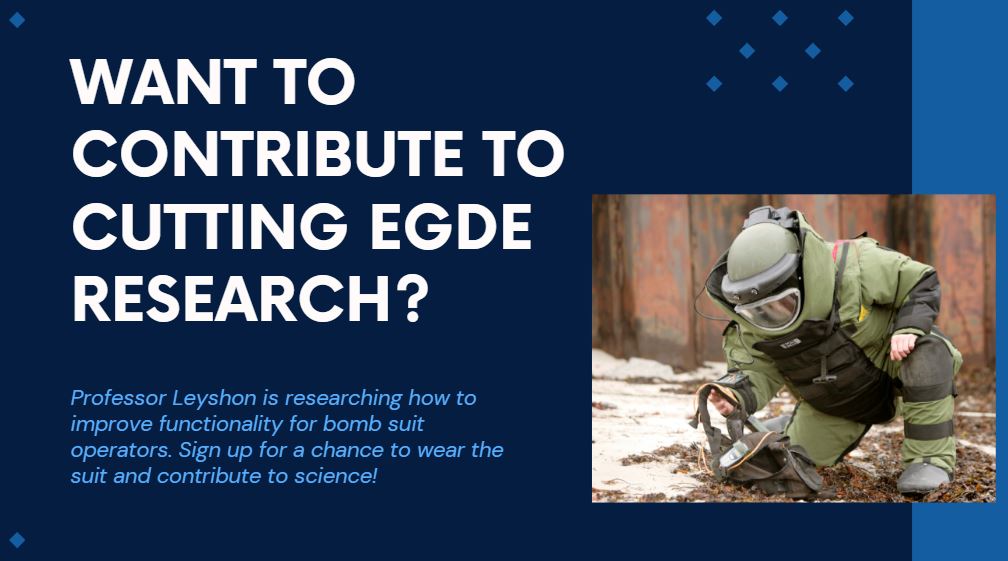 WANT TO
CONTRIBUTE TO
CUTTING EGDE
RESEARCH?
Professor Leyshon is researching how to
improve functionality for bomb suit
operators. Sign up for a chance to wear the
suit and contribute to science!